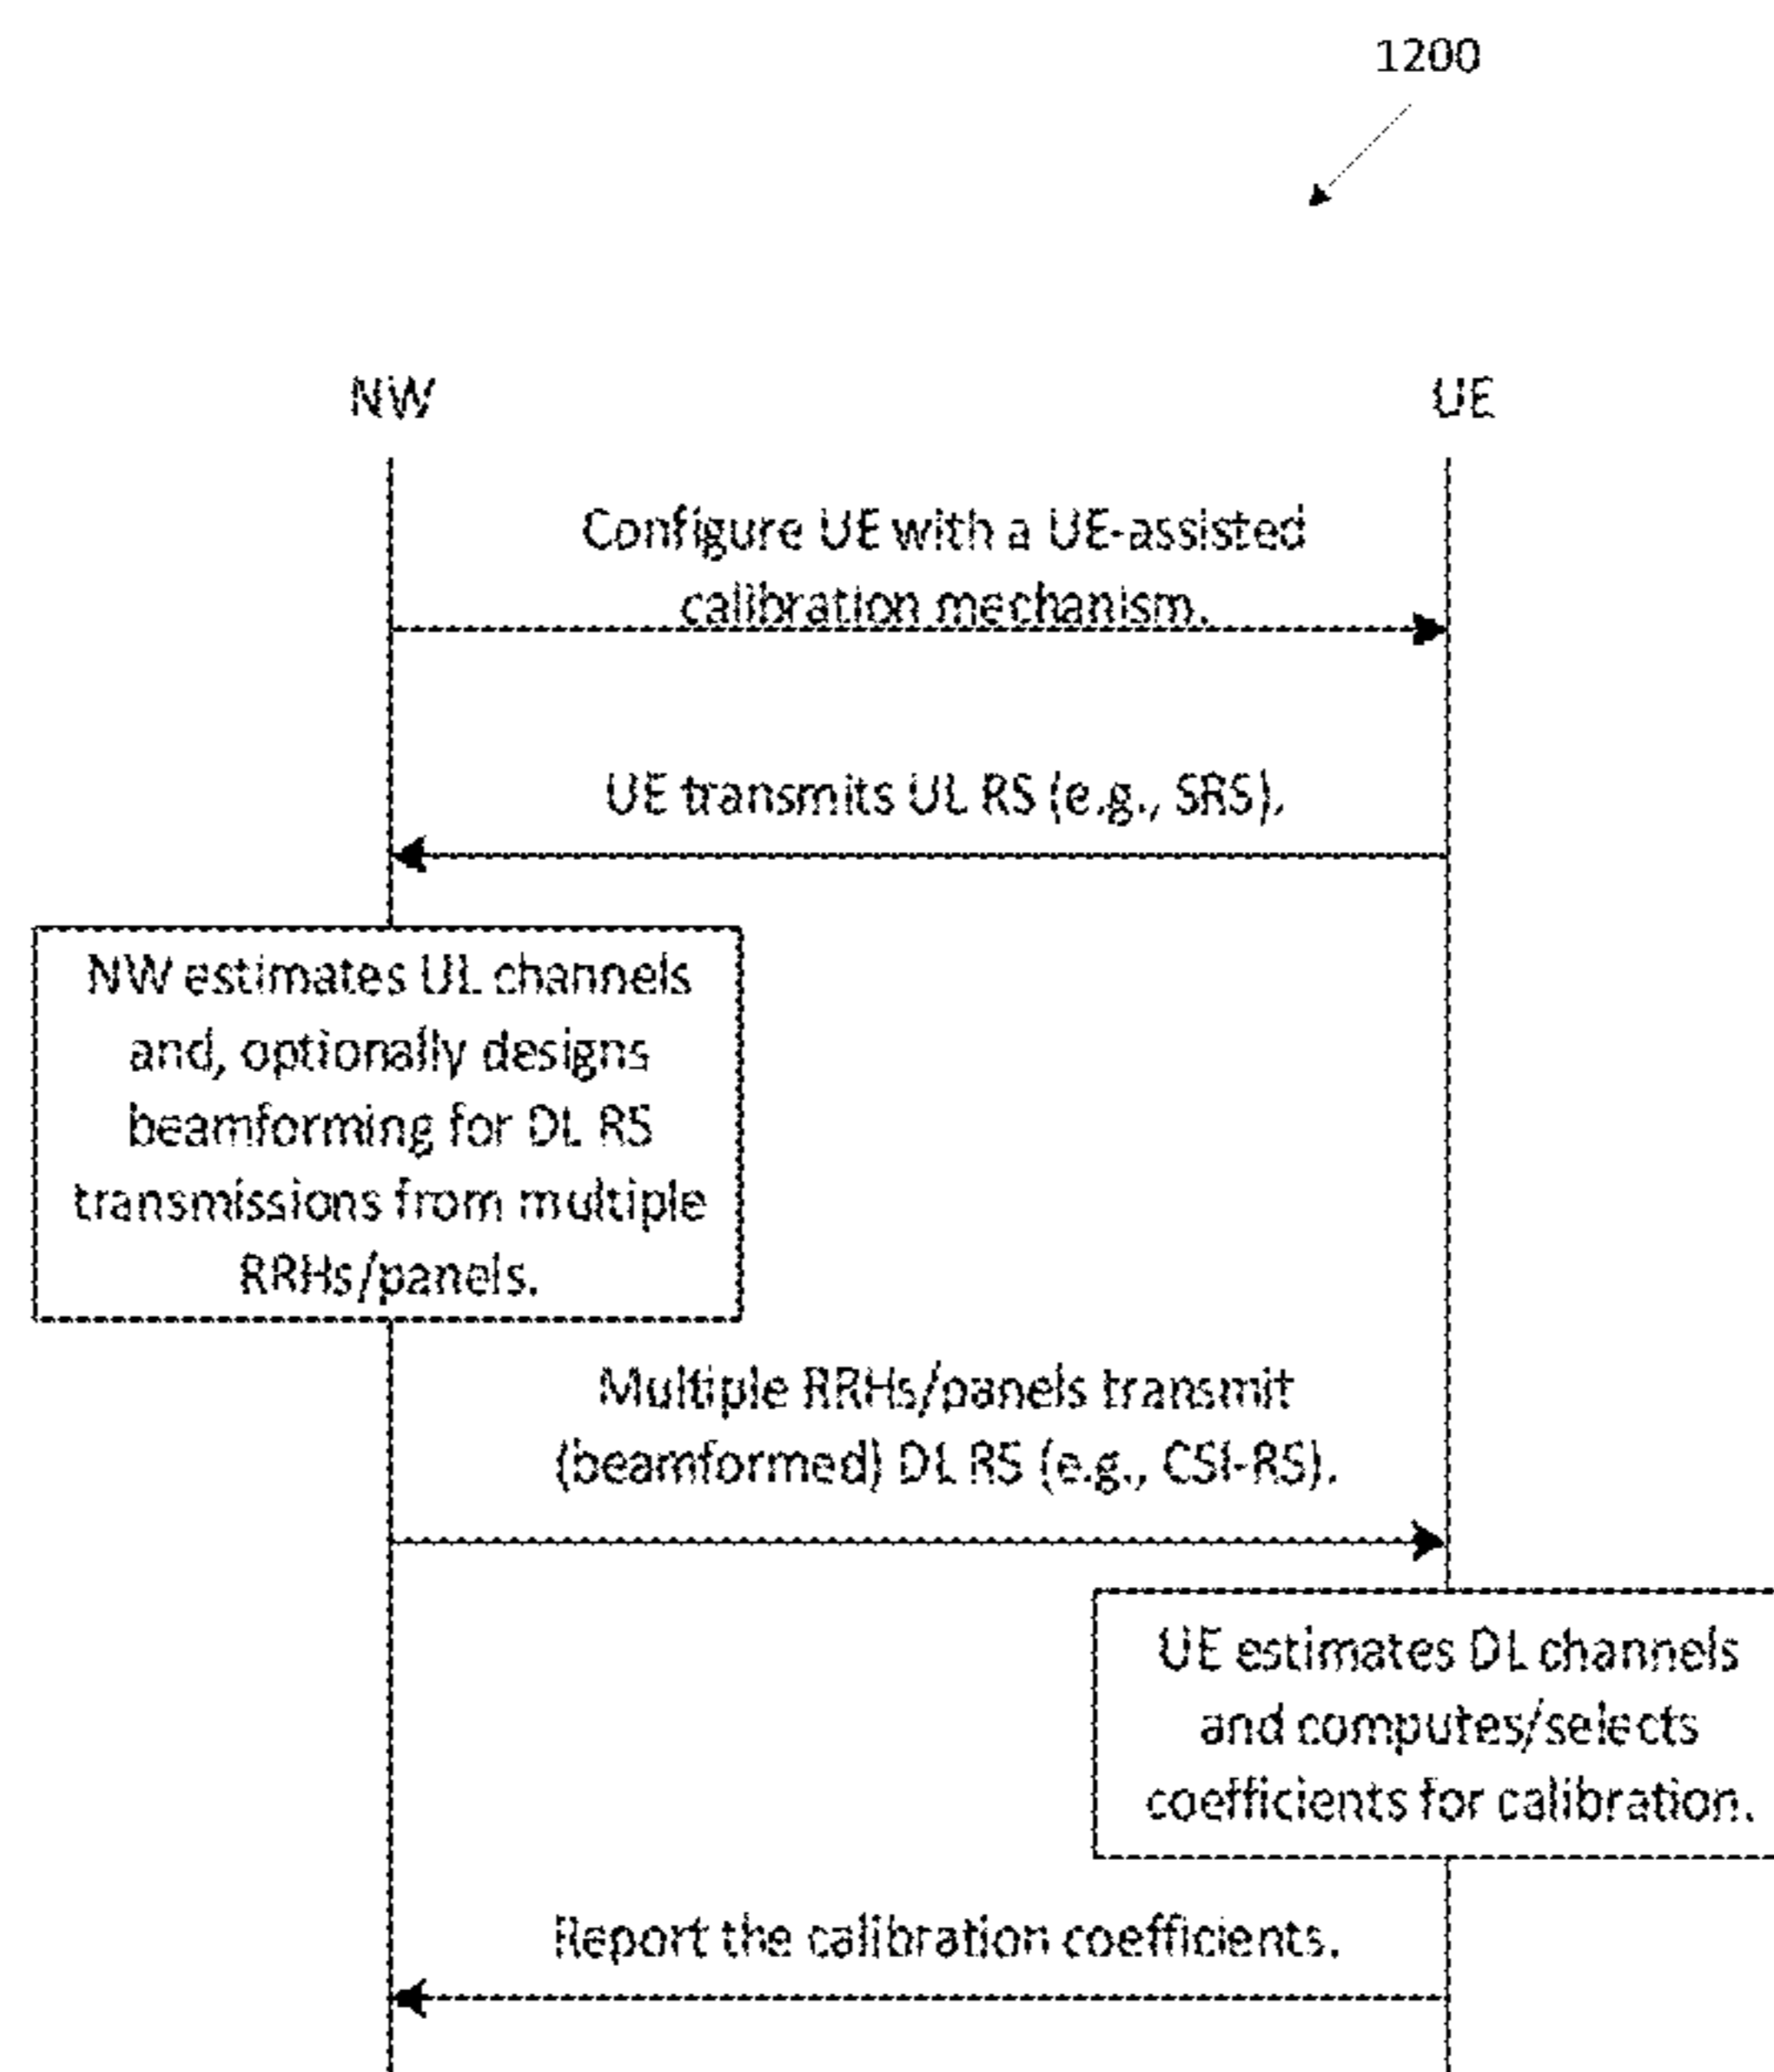 1200
NW
UE
Configure UE with a UE-assisted
calibration mechanism.
UE transmits UL RS (e.g., SRS).
NW estimates UL channels
and, optionally designs
beamforming for DL RS
transmissions from multiple
RRHs/panels.
Multiple RRHs/panels transmit
(beamformed) DL RS (e.g., CSI-RS).
UE estimates DL channels
and computes/selects
coefficients for calibration.
Report the calibration coefficients.